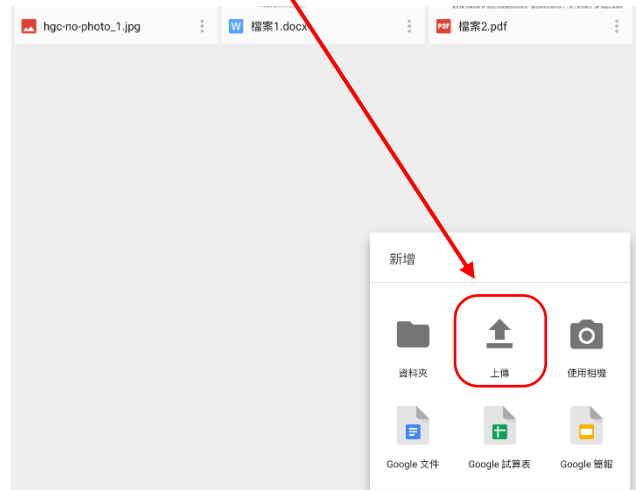 hgc-no-photo_1.jpg
W 檔案1.docx
PDF 檔案2.pdf
新增
資料夾 上傳 使用相機
Google 文件 Google 試算表 Google 簡報